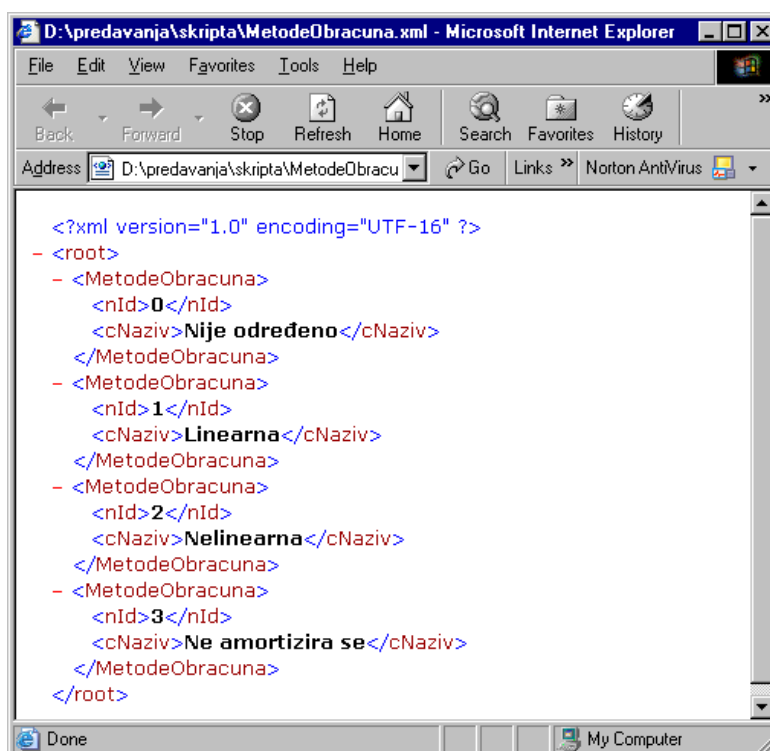 D:\predavanja\skripta\MetodeObracuna.xml - Microsoft Internet Explorer
File Edit View Favorites Tools Help
Back Forward Stop Refresh Home Search Favorites History »
Address D:\predavanja\skripta\MetodeObracu Go Links » Norton AntiVirus
<?xml version="1.0" encoding="UTF-16" ?>
– <root>
– <MetodeObracuna>
<nId>0</nId>
<cNaziv>Nije određeno</cNaziv>
</MetodeObracuna>
– <MetodeObracuna>
<nId>1</nId>
<cNaziv>Linearna</cNaziv>
</MetodeObracuna>
– <MetodeObracuna>
<nId>2</nId>
<cNaziv>Nelinearna</cNaziv>
</MetodeObracuna>
– <MetodeObracuna>
<nId>3</nId>
<cNaziv>Ne amortizira se</cNaziv>
</MetodeObracuna>
</root>
Done My Computer